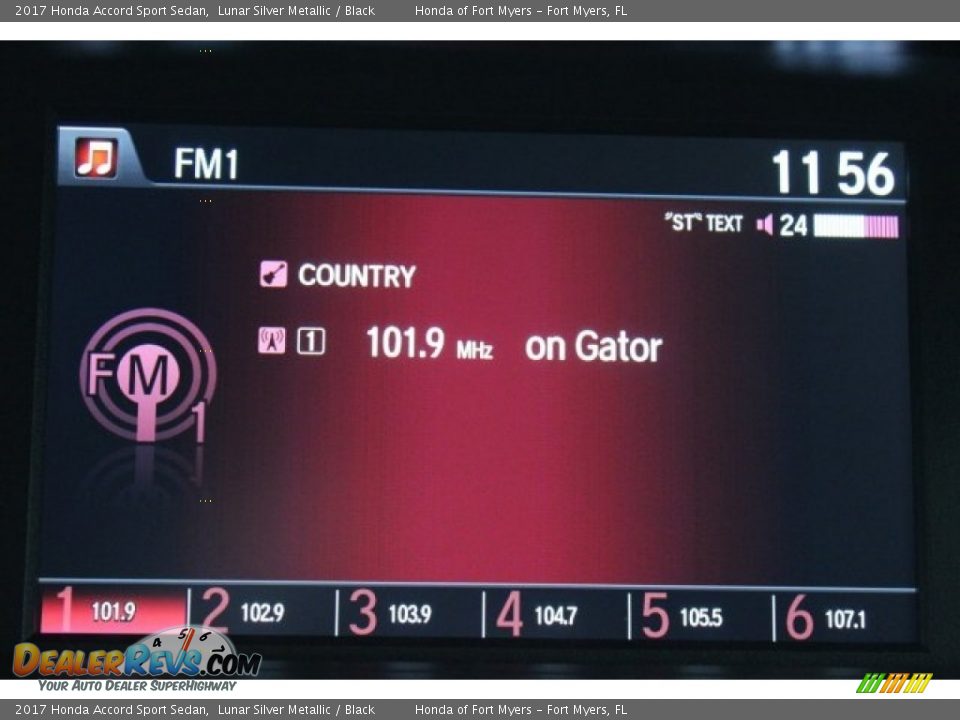 2017 Honda Accord Sport Sedan, Lunar Silver Metallic / Black Honda of Fort Myers - Fort Myers, FL
FM1 11 56
"ST" TEXT 24
COUNTRY
1 101.9 MHz on Gator
FM 1
1 101.9 2 102.9 3 103.9 4 104.7 5 105.5 6 107.1
4 5 6
DealerRevs.com
Your Auto Dealer SuperHighway
2017 Honda Accord Sport Sedan, Lunar Silver Metallic / Black Honda of Fort Myers - Fort Myers, FL